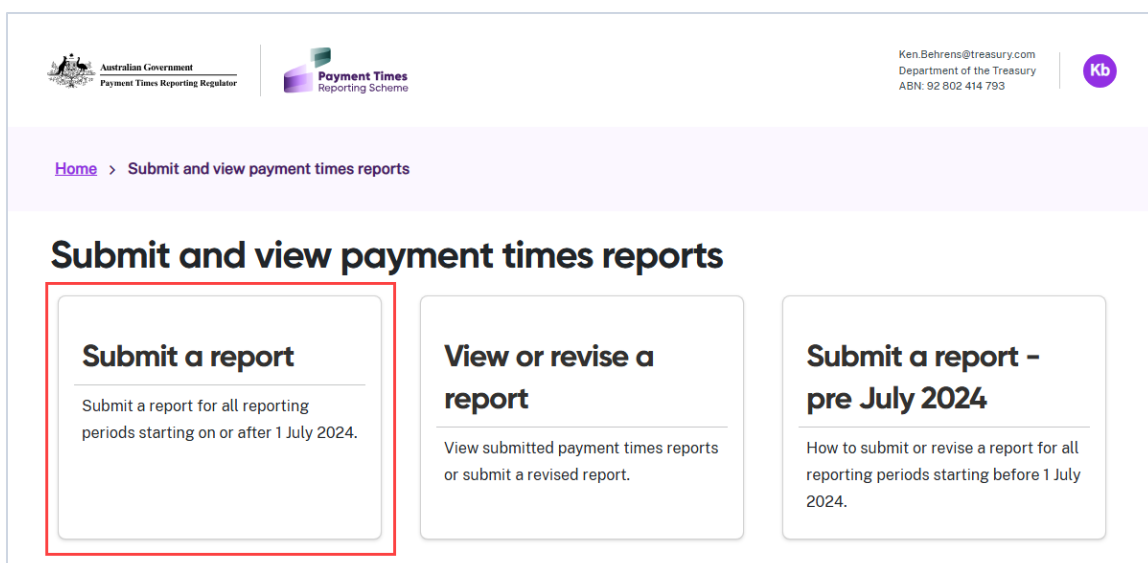 Australian Government
Payment Times Reporting Regulator
Payment Times
Reporting Scheme
Ken.Behrens@treasury.com
Department of the Treasury
ABN: 92 802 414 793
Kb
Home > Submit and view payment times reports
Submit and view payment times reports
Submit a report
Submit a report for all reporting
periods starting on or after 1 July 2024.
View or revise a
report
View submitted payment times reports
or submit a revised report.
Submit a report –
pre July 2024
How to submit or revise a report for all
reporting periods starting before 1 July
2024.